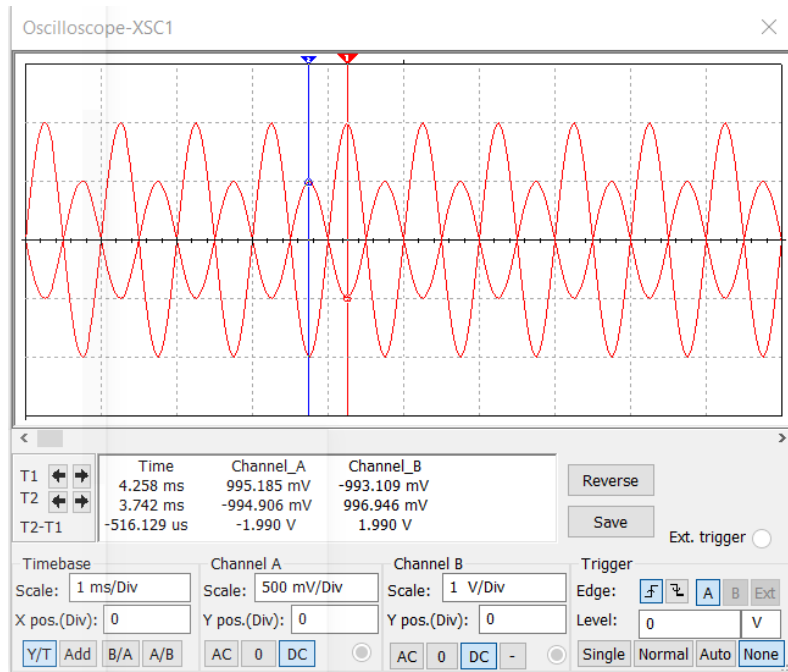 Oscilloscope-XSC1
2 1
T1 Time Channel_A Channel_B
4.258 ms 995.185 mV -993.109 mV
T2 3.742 ms -994.906 mV 996.946 mV
T2-T1 -516.129 us -1.990 V 1.990 V
Reverse
Save
Ext. trigger
Timebase Channel A Channel B Trigger
Scale: 1 ms/Div Scale: 500 mV/Div Scale: 1 V/Div Edge: A B Ext
X pos.(Div): 0 Y pos.(Div): 0 Y pos.(Div): 0 Level: 0 V
Y/T Add B/A A/B AC 0 DC AC 0 DC - Single Normal Auto None